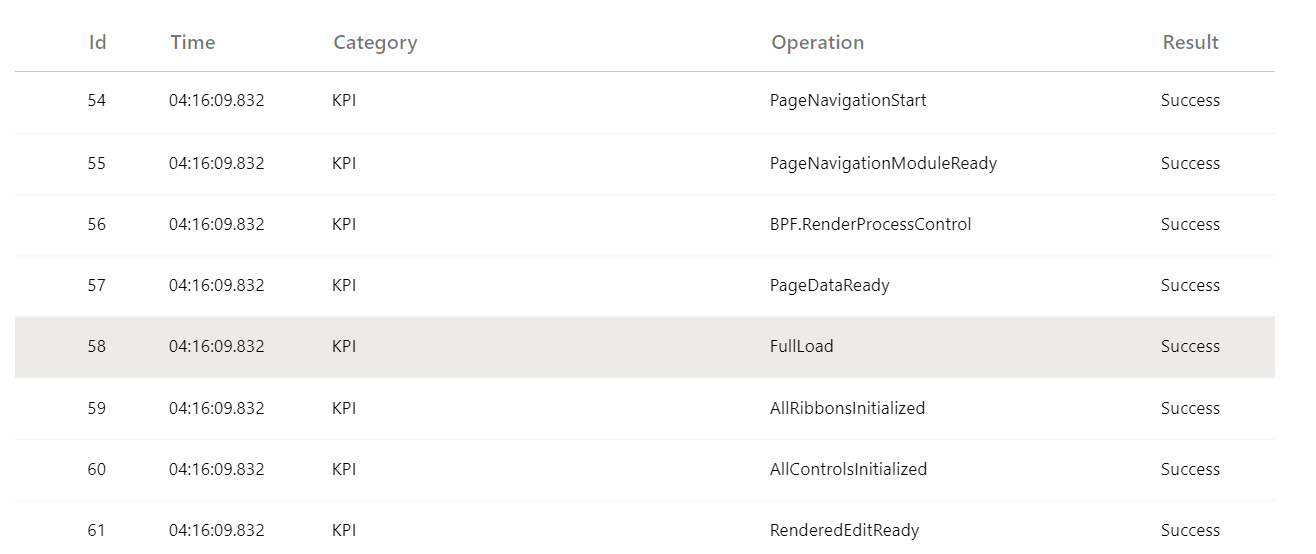 Id Time Category Operation Result
54 04:16:09.832 KPI PageNavigationStart Success
55 04:16:09.832 KPI PageNavigationModuleReady Success
56 04:16:09.832 KPI BPF.RenderProcessControl Success
57 04:16:09.832 KPI PageDataReady Success
58 04:16:09.832 KPI FullLoad Success
59 04:16:09.832 KPI AllRibbonsInitialized Success
60 04:16:09.832 KPI AllControlsInitialized Success
61 04:16:09.832 KPI RenderedEditReady Success